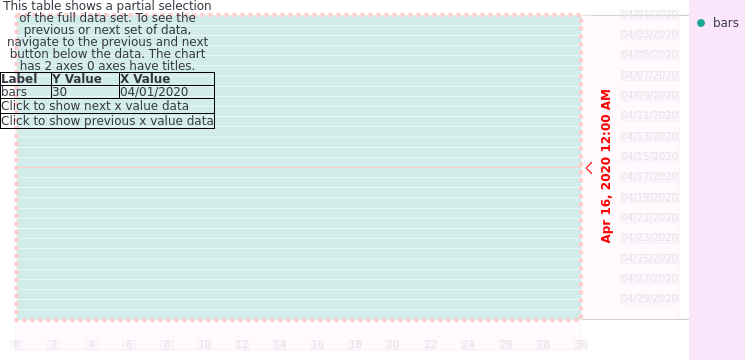 This table shows a partial selection
of the full data set. To see the
previous or next set of data,
navigate to the previous and next
button below the data. The chart
has 2 axes 0 axes have titles.
Label Y Value X Value
bars 30 04/01/2020
Click to show next x value data
Click to show previous x value data
bars
Apr 16, 2020 12:00 AM
04/01/2020
04/03/2020
04/05/2020
04/07/2020
04/09/2020
04/11/2020
04/13/2020
04/15/2020
04/17/2020
04/19/2020
04/21/2020
04/23/2020
04/25/2020
04/27/2020
04/29/2020
0 2 4 6 8 10 12 14 16 18 20 22 24 26 28 30